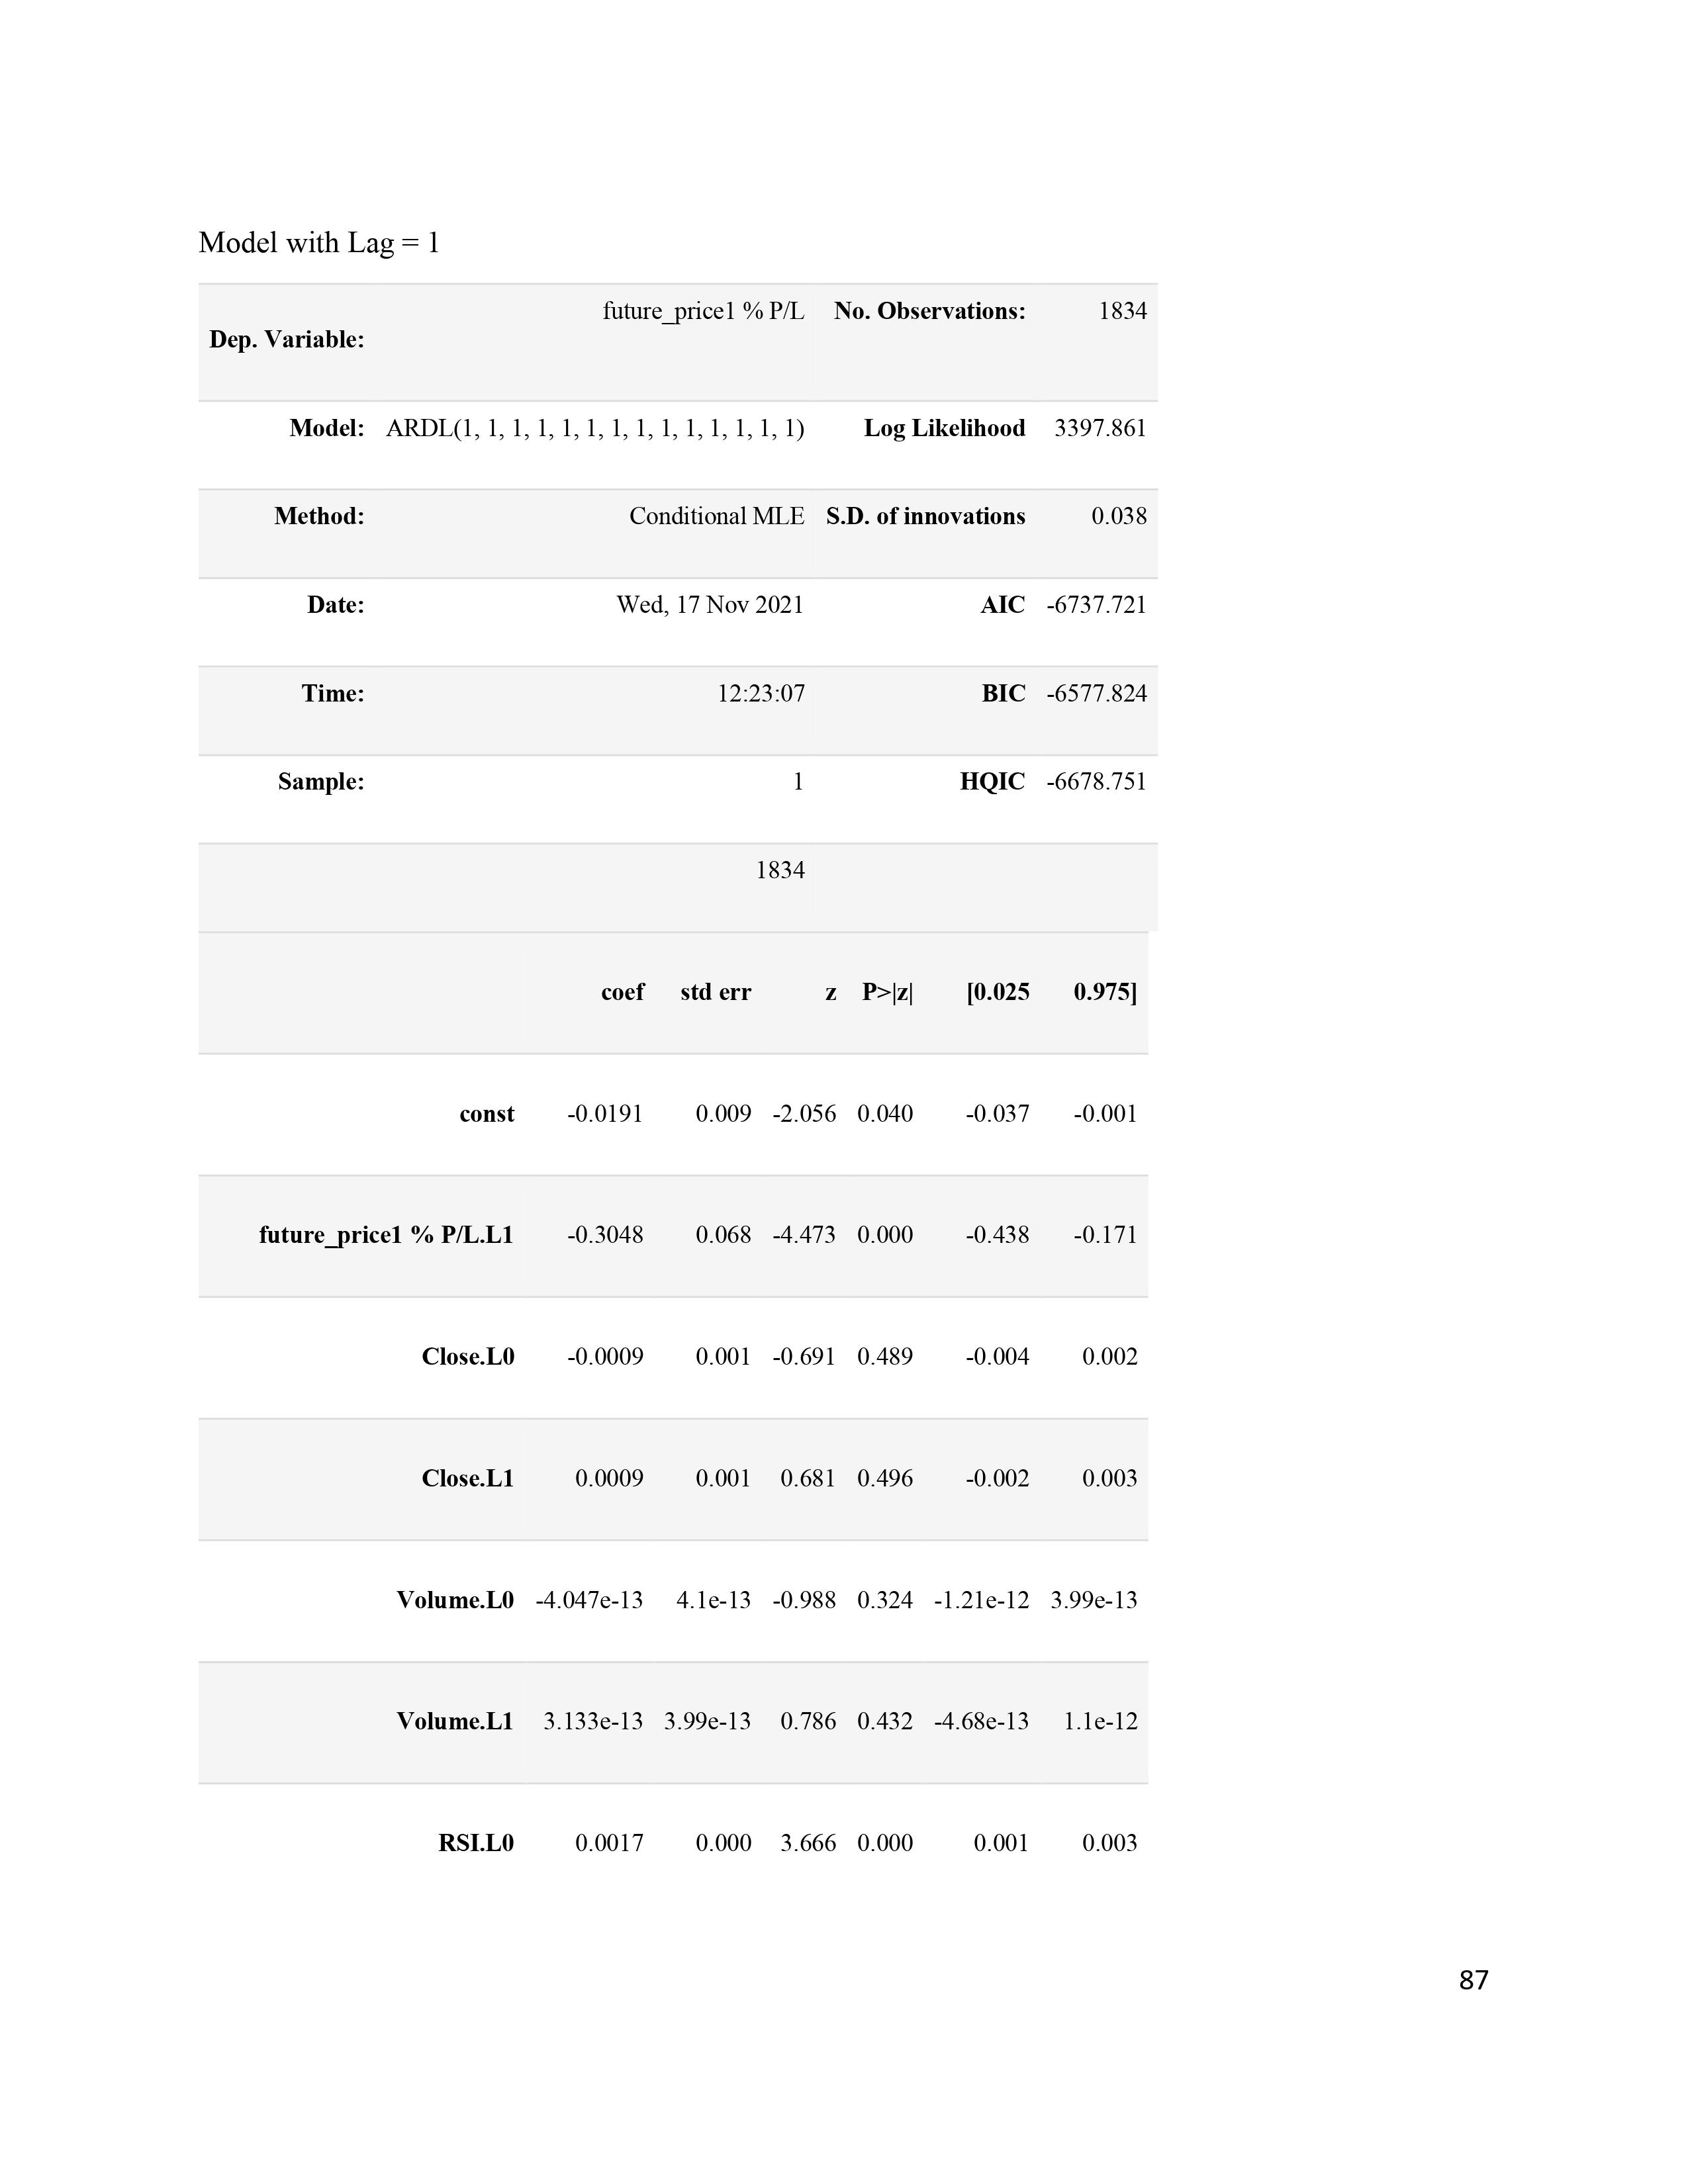 Model with Lag = 1
Dep. Variable: future_price1 % P/L No. Observations: 1834
Model: ARDL(1, 1, 1, 1, 1, 1, 1, 1, 1, 1, 1, 1, 1, 1) Log Likelihood 3397.861
Method: Conditional MLE S.D. of innovations 0.038
Date: Wed, 17 Nov 2021 AIC -6737.721
Time: 12:23:07 BIC -6577.824
Sample: 1 HQIC -6678.751
1834
coef std err z P>|z| [0.025 0.975]
const -0.0191 0.009 -2.056 0.040 -0.037 -0.001
future_price1 % P/L.L1 -0.3048 0.068 -4.473 0.000 -0.438 -0.171
Close.L0 -0.0009 0.001 -0.691 0.489 -0.004 0.002
Close.L1 0.0009 0.001 0.681 0.496 -0.002 0.003
Volume.L0 -4.047e-13 4.1e-13 -0.988 0.324 -1.21e-12 3.99e-13
Volume.L1 3.133e-13 3.99e-13 0.786 0.432 -4.68e-13 1.1e-12
RSI.L0 0.0017 0.000 3.666 0.000 0.001 0.003
87